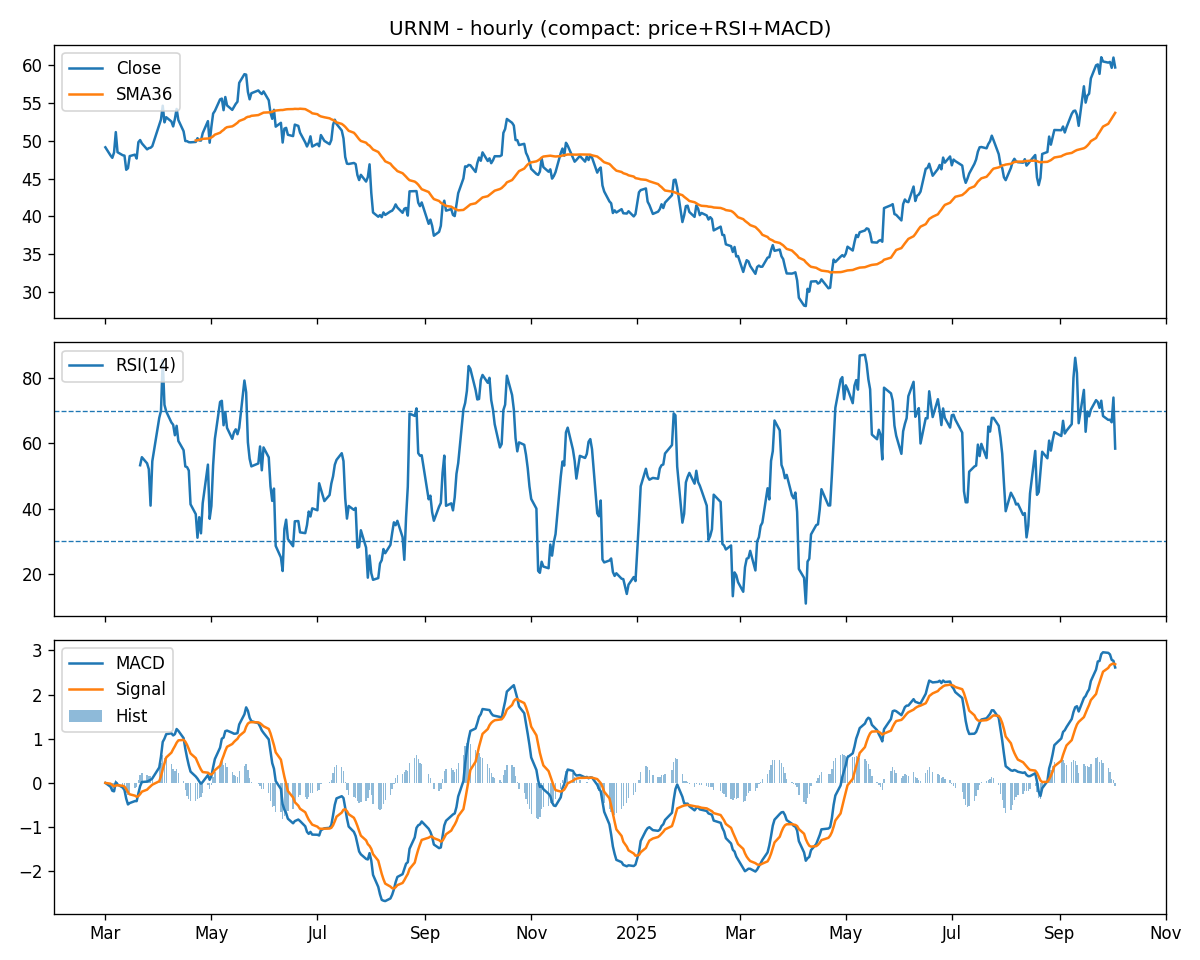 URNM - hourly (compact: price+RSI+MACD)
Close
SMA36
60
55
50
45
40
35
30
RSI(14)
80
60
40
20
MACD
Signal
Hist
3
2
1
0
−1
−2
Mar May Jul Sep Nov 2025 Mar May Jul Sep Nov